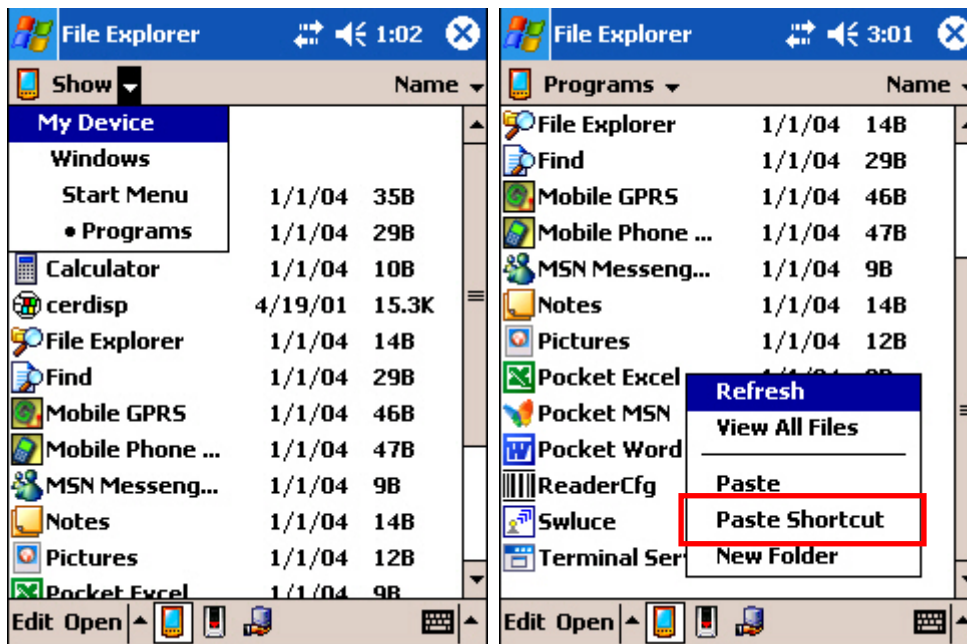 File Explorer 1:02
Show Name
My Device
Windows
Start Menu 1/1/04 35B
• Programs 1/1/04 29B
Calculator 1/1/04 10B
cerdisp 4/19/01 15.3K
File Explorer 1/1/04 14B
Find 1/1/04 29B
Mobile GPRS 1/1/04 46B
Mobile Phone ... 1/1/04 47B
MSN Messeng... 1/1/04 9B
Notes 1/1/04 14B
Pictures 1/1/04 12B
Pocket Excel 1/1/04 9B
Edit Open
File Explorer 3:01
Programs Name
File Explorer 1/1/04 14B
Find 1/1/04 29B
Mobile GPRS 1/1/04 46B
Mobile Phone ... 1/1/04 47B
MSN Messeng... 1/1/04 9B
Notes 1/1/04 14B
Pictures 1/1/04 12B
Pocket Excel
Pocket MSN
Pocket Word
ReaderCfg
Swluce
Terminal Ser
Refresh
View All Files
Paste
Paste Shortcut
New Folder
Edit Open